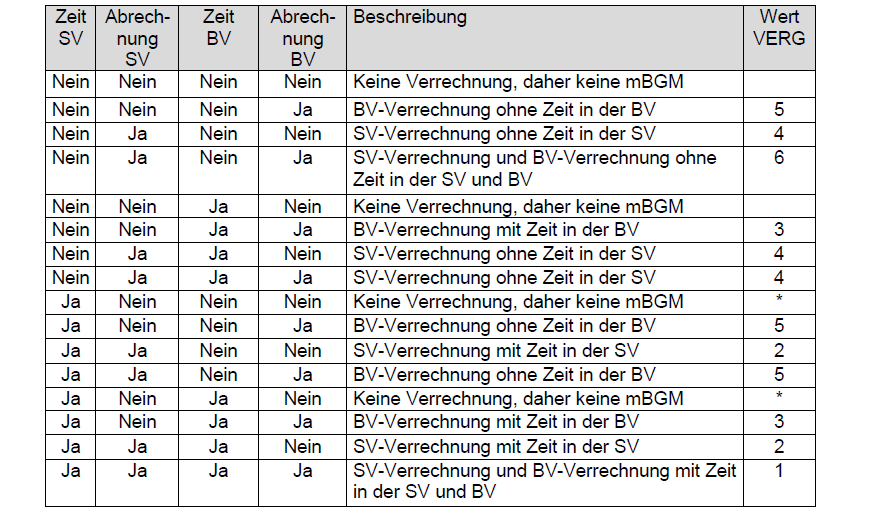 Zeit SV Abrech-nung SV Zeit BV Abrech-nung BV Beschreibung Wert VERG
Nein Nein Nein Nein Keine Verrechnung, daher keine mBGM
Nein Nein Nein Ja BV-Verrechnung ohne Zeit in der BV 5
Nein Ja Nein Nein SV-Verrechnung ohne Zeit in der SV 4
Nein Ja Nein Ja SV-Verrechnung und BV-Verrechnung ohne 6
Zeit in der SV und BV
Nein Nein Ja Nein Keine Verrechnung, daher keine mBGM
Nein Nein Ja Ja BV-Verrechnung mit Zeit in der BV 3
Nein Ja Ja Nein SV-Verrechnung ohne Zeit in der SV 4
Nein Ja Ja Ja SV-Verrechnung ohne Zeit in der SV 4
Ja Nein Nein Nein Keine Verrechnung, daher keine mBGM *
Ja Nein Nein Ja BV-Verrechnung ohne Zeit in der BV 5
Ja Ja Nein Nein SV-Verrechnung mit Zeit in der SV 2
Ja Ja Nein Ja BV-Verrechnung ohne Zeit in der BV 5
Ja Nein Ja Nein Keine Verrechnung, daher keine mBGM *
Ja Nein Ja Ja BV-Verrechnung mit Zeit in der BV 3
Ja Ja Ja Nein SV-Verrechnung mit Zeit in der SV 2
Ja Ja Ja Ja SV-Verrechnung und BV-Verrechnung mit Zeit 1
in der SV und BV